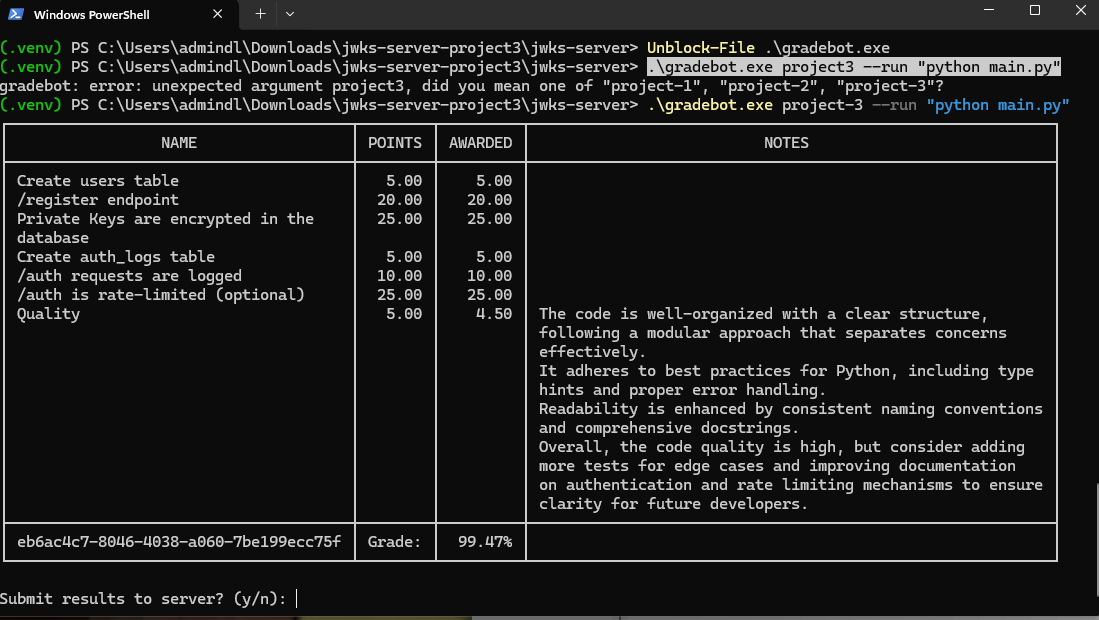 Windows PowerShell
(.venv) PS C:\Users\admindl\Downloads\jwks-server-project3\jwks-server> Unblock-File .\gradebot.exe
(.venv) PS C:\Users\admindl\Downloads\jwks-server-project3\jwks-server> .\gradebot.exe project3 --run "python main.py"
gradebot: error: unexpected argument project3, did you mean one of "project-1", "project-2", "project-3"?
(.venv) PS C:\Users\admindl\Downloads\jwks-server-project3\jwks-server> .\gradebot.exe project-3 --run "python main.py"
NAME POINTS AWARDED NOTES
Create users table 5.00 5.00
/register endpoint 20.00 20.00
Private Keys are encrypted in the 25.00 25.00
database
Create auth_logs table 5.00 5.00
/auth requests are logged 10.00 10.00
/auth is rate-limited (optional) 25.00 25.00
Quality 5.00 4.50 The code is well-organized with a clear structure,
following a modular approach that separates concerns
effectively.
It adheres to best practices for Python, including type
hints and proper error handling.
Readability is enhanced by consistent naming conventions
and comprehensive docstrings.
Overall, the code quality is high, but consider adding
more tests for edge cases and improving documentation
on authentication and rate limiting mechanisms to ensure
clarity for future developers.
eb6ac4c7-8046-4038-a060-7be199ecc75f Grade: 99.47%
Submit results to server? (y/n):